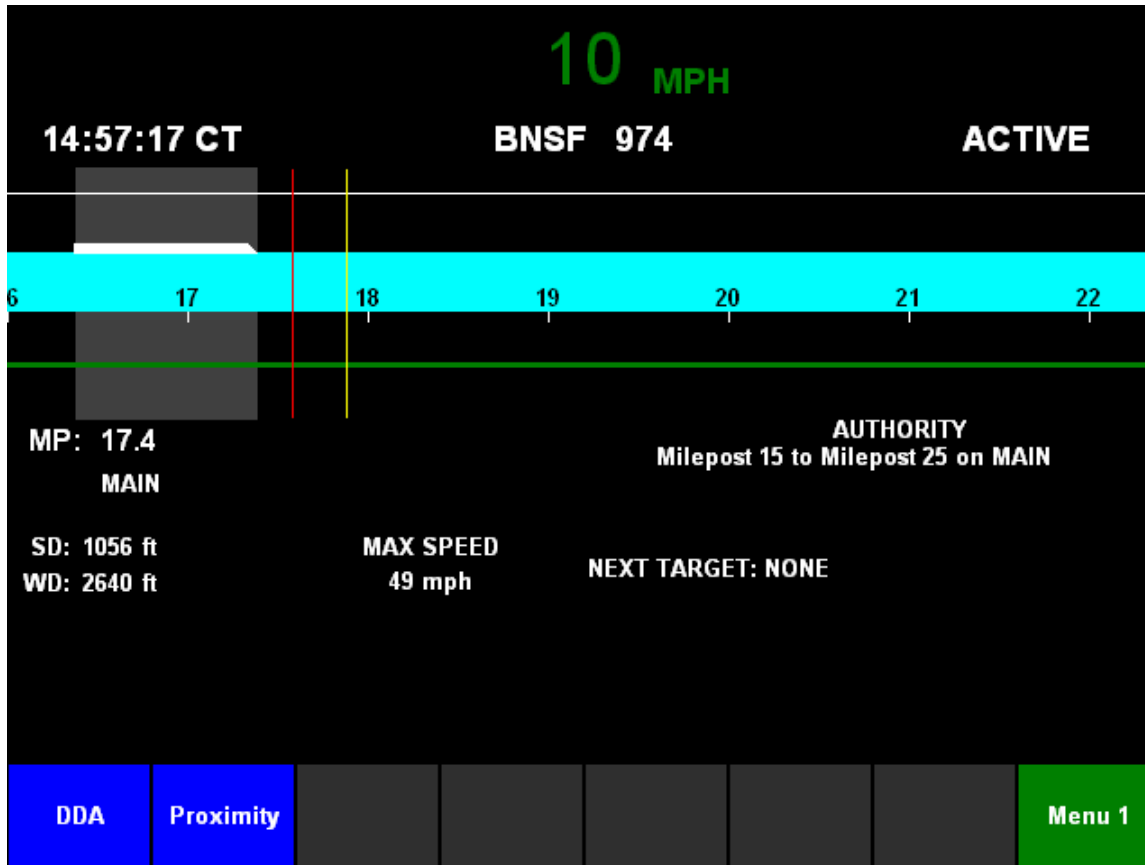 10 MPH
14:57:17 CT BNSF 974 ACTIVE
6 17 18 19 20 21 22
MP: 17.4
MAIN
AUTHORITY
Milepost 15 to Milepost 25 on MAIN
SD: 1056 ft
WD: 2640 ft
MAX SPEED
49 mph
NEXT TARGET: NONE
DDA Proximity Menu 1